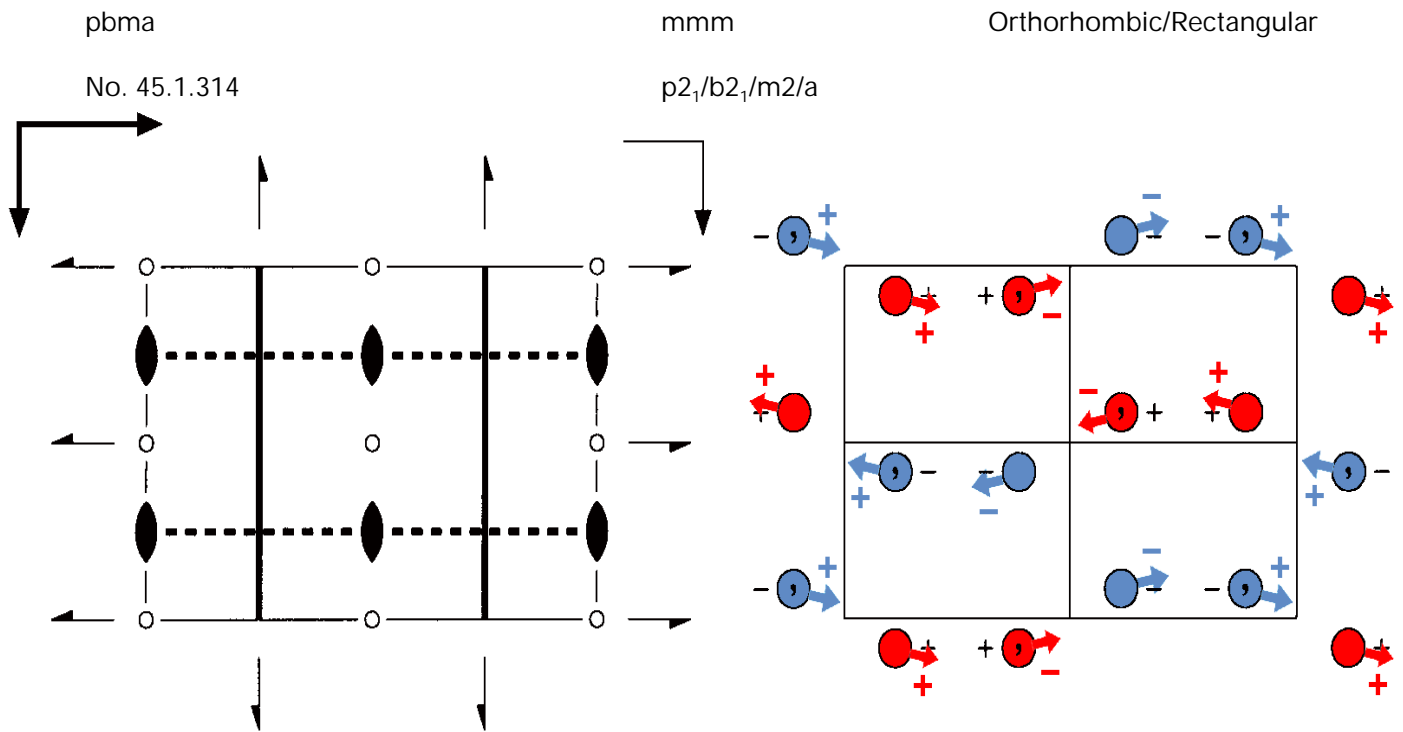 pbma mmm Orthorhombic/Rectangular
No. 45.1.314 p2₁/b2₁/m2/a